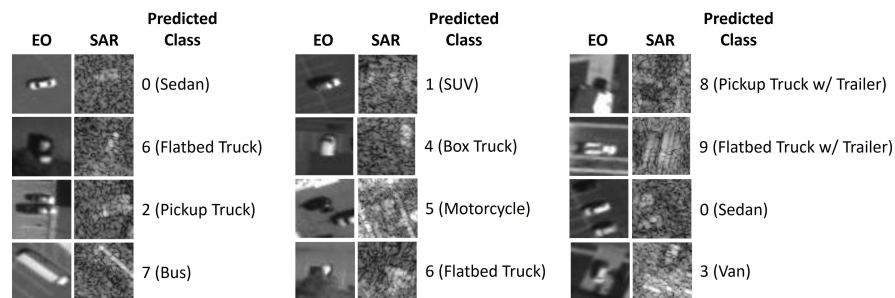 EO SAR Predicted Class
0 (Sedan)
6 (Flatbed Truck)
2 (Pickup Truck)
7 (Bus)
EO SAR Predicted Class
1 (SUV)
4 (Box Truck)
5 (Motorcycle)
6 (Flatbed Truck)
EO SAR Predicted Class
8 (Pickup Truck w/ Trailer)
9 (Flatbed Truck w/ Trailer)
0 (Sedan)
3 (Van)